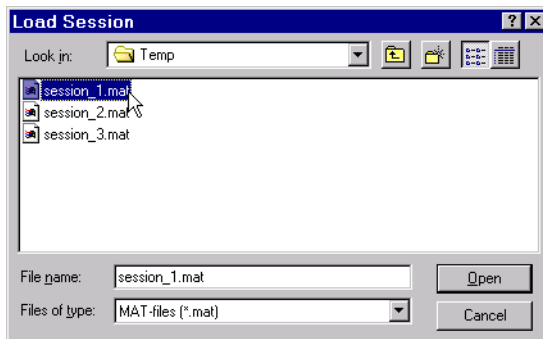 Load Session
Look in: Temp
session_1.mat
session_2.mat
session_3.mat
File name: session_1.mat Open
Files of type: MAT-files (*.mat) Cancel